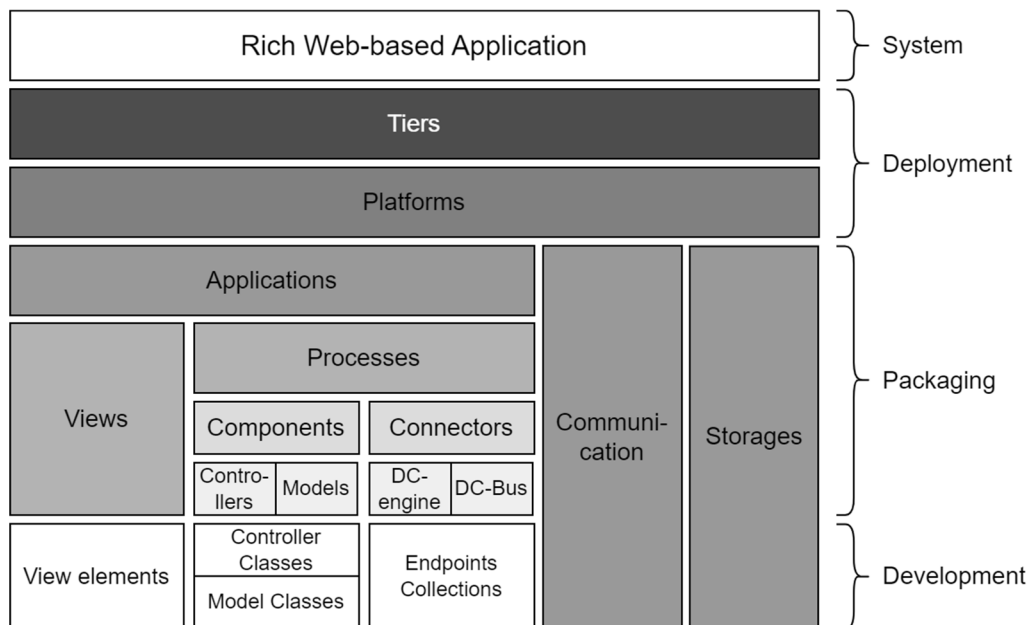 Rich Web-based Application
System
Tiers
Deployment
Platforms
Applications
Processes
Packaging
Views
Components
Connectors
Communi-
cation
Storages
Contro-
llers
Models
DC-
engine
DC-Bus
View elements
Controller
Classes
Model Classes
Endpoints
Collections
Development